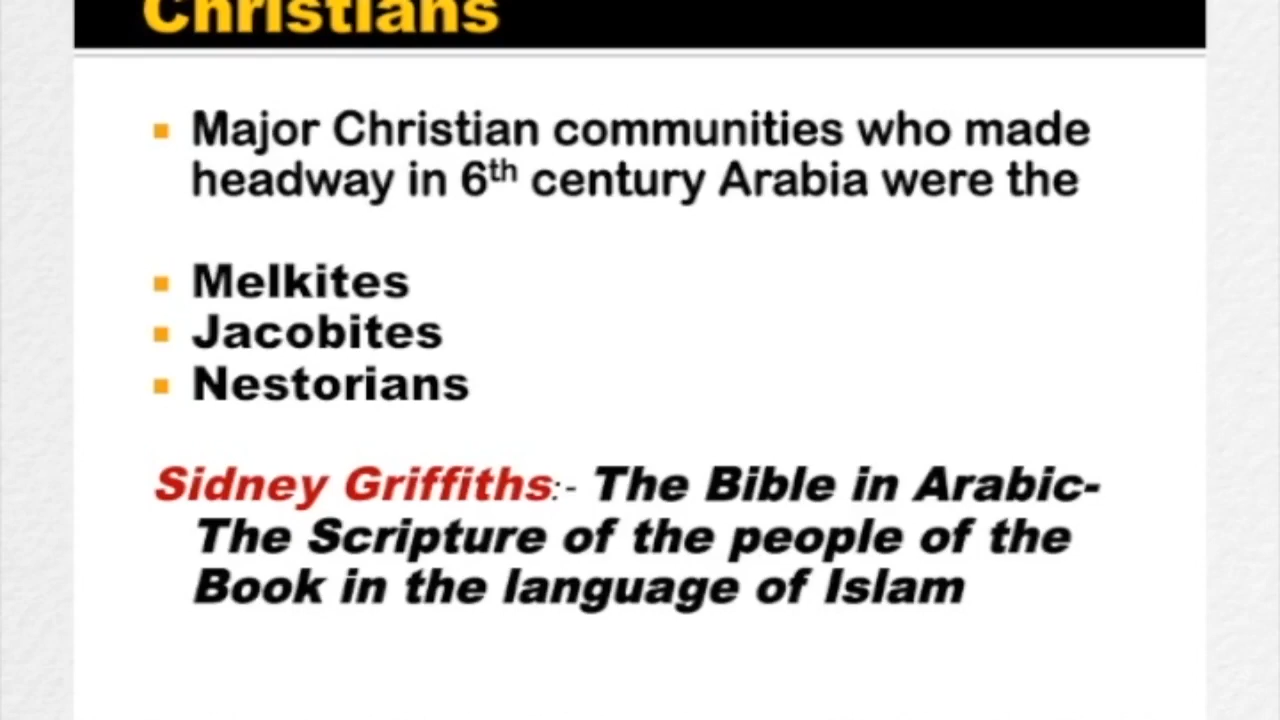 Christians
Major Christian communities who made
headway in 6th century Arabia were the
Melkites
Jacobites
Nestorians
Sidney Griffiths:- The Bible in Arabic-
The Scripture of the people of the
Book in the language of Islam